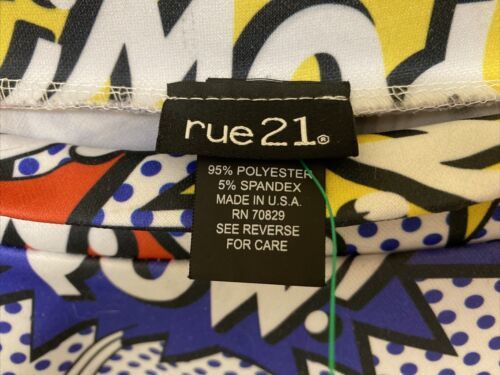 rue21®
95% POLYESTER
5% SPANDEX
MADE IN U.S.A.
RN 70829
SEE REVERSE
FOR CARE